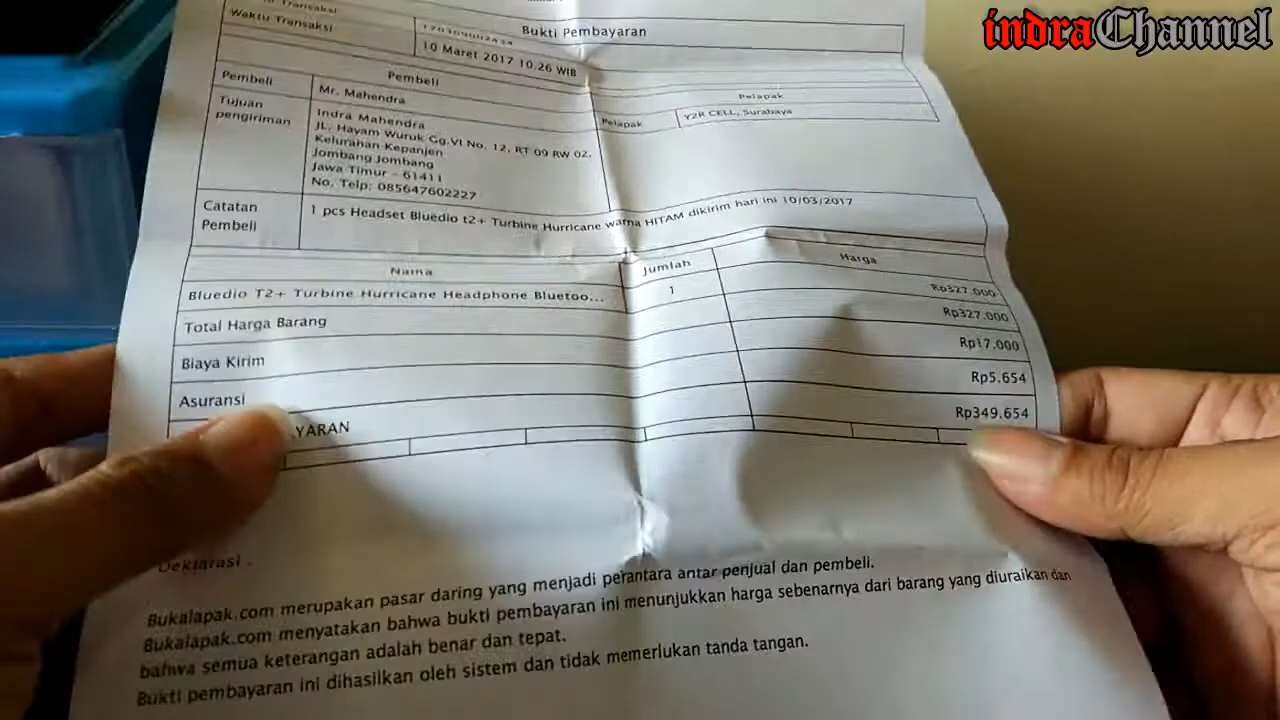 indraChannel
Transaksi
Bukti Pembayaran
Waktu Transaksi
10 Maret 2017 10.26 WIB
Pembeli
Pelapak
Pembeli
Mr. Mahendra
Pelapak
Y2R CELL, Surabaya
Tujuan
pengiriman
Indra Mahendra
JL. Hayam Wuruk Gg.VI No. 12, RT 09 RW 02,
Kelurahan Kepanjen
Jombang Jombang
Jawa Timur - 61411
No. Telp: 085647602227
Catatan
Pembeli
1 pcs Headset Bluedio t2+ Turbine Hurricane warna HITAM dikirim hari ini 10/03/2017
Nama
Jumlah
Harga
Bluedio T2+ Turbine Hurricane Headphone Bluetoo...
1
Rp327.000
Total Harga Barang
Rp327.000
Biaya Kirim
Rp17.000
Asuransi
Rp5.654
YARAN
Rp349.654
Deklarasi :
Bukalapak.com merupakan pasar daring yang menjadi perantara antar penjual dan pembeli.
Bukalapak.com menyatakan bahwa bukti pembayaran ini menunjukkan harga sebenarnya dari barang yang diuraikan dan
bahwa semua keterangan adalah benar dan tepat.
Bukti pembayaran ini dihasilkan oleh sistem dan tidak memerlukan tanda tangan.